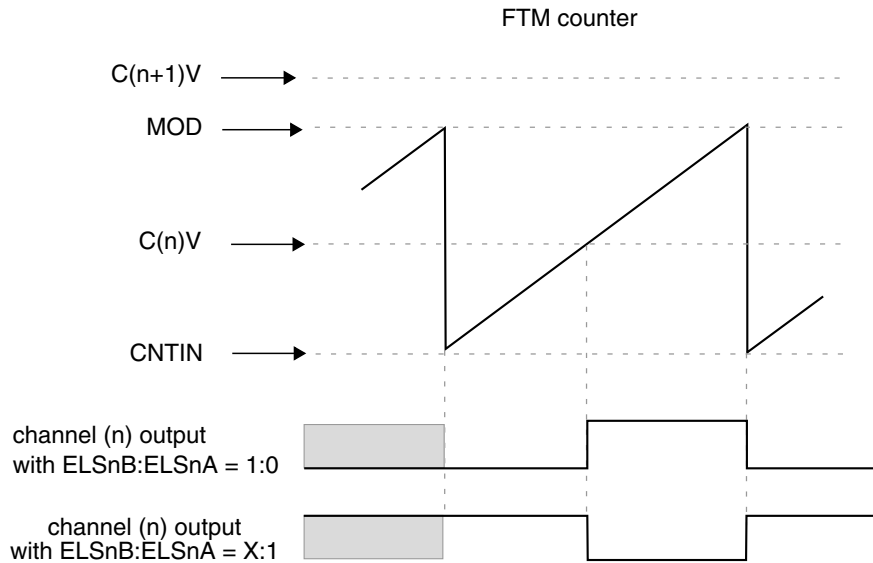 FTM counter
C(n+1)V
MOD
C(n)V
CNTIN
channel (n) output
with ELSnB:ELSnA = 1:0
channel (n) output
with ELSnB:ELSnA = X:1